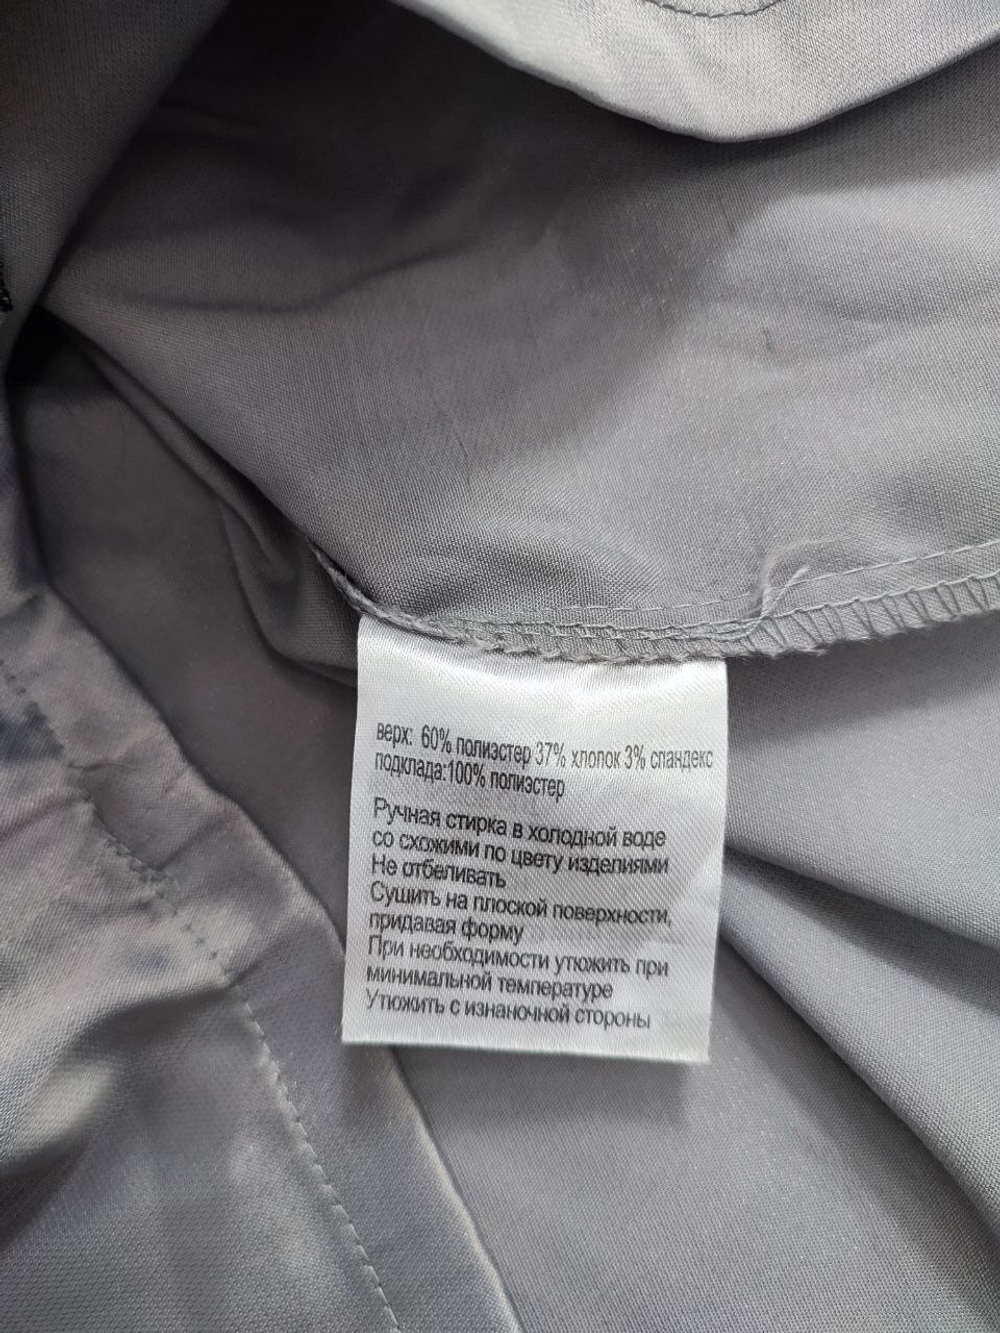 верх: 60% полиэстер 37% хлопок 3% спандекс
подклада:100% полиэстер
Ручная стирка в холодной воде
со схожими по цвету изделиями
Не отбеливать
Сушить на плоской поверхности,
придавая форму
При необходимости утюжить при
минимальной температуре
Утюжить с изнаночной стороны